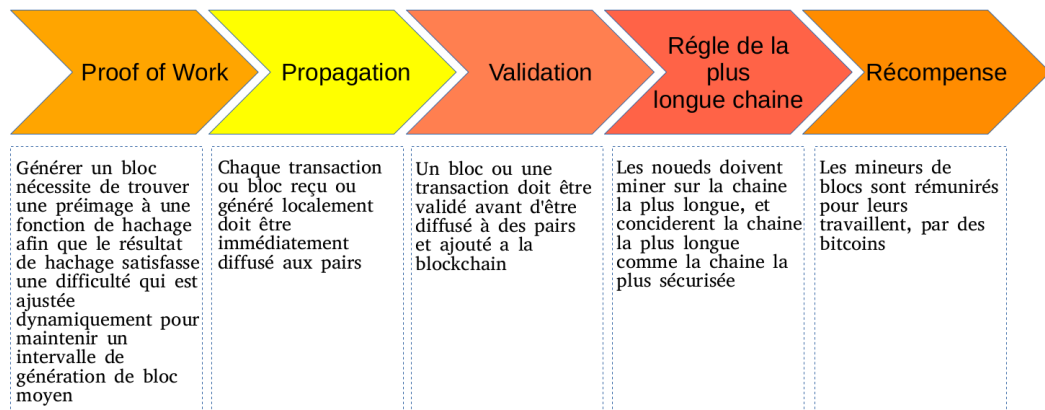 Proof of Work
Propagation
Validation
Régle de la
plus
longue chaine
Récompense
Générer un bloc
nécessite de trouver
une préimage à une
fonction de hachage
afin que le résultat
de hachage satisfasse
une difficulté qui est
ajustée
dynamiquement pour
maintenir un
intervalle de
génération de bloc
moyen
Chaque transaction
ou bloc reçu ou
généré localement
doit être
immédiatement
diffusé aux pairs
Un bloc ou une
transaction doit être
validé avant d'être
diffusé à des pairs
et ajouté a la
blockchain
Les noueds doivent
miner sur la chaine
la plus longue, et
conciderent la chaine
la plus longue
comme la chaine la
plus sécurisée
Les mineurs de
blocs sont rémunirés
pour leurs
travaillent, par des
bitcoins